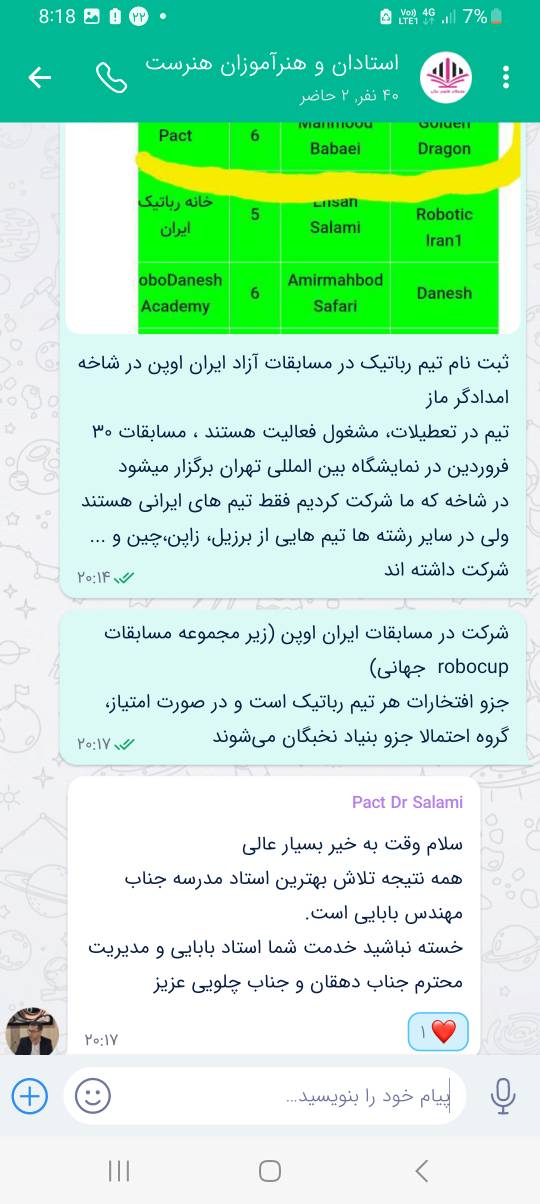 8:18 ۲۲ Vo)) LTE1 4G 7%
استادان و هنرآموزان هنرست
۴۰ نفر, ۲ حاضر
Pact 6 Mahmood Babaei Golden Dragon
خانه رباتیک ایران 5 Ehsan Salami Robotic Iran1
oboDanesh Academy 6 Amirmahbod Safari Danesh
ثبت نام تیم رباتیک در مسابقات آزاد ایران اوپن در شاخه
امدادگر ماز
تیم در تعطیلات، مشغول فعالیت هستند ، مسابقات ۳۰
فروردین در نمایشگاه بین المللی تهران برگزار میشود
در شاخه که ما شرکت کردیم فقط تیم های ایرانی هستند
ولی در سایر رشته ها تیم هایی از برزیل، زاپن،چین و ...
شرکت داشته اند
۲۰:۱۴
شرکت در مسابقات ایران اوپن (زیر مجموعه مسابقات
robocup جهانی)
جزو افتخارات هر تیم رباتیک است و در صورت امتیاز،
گروه احتمالا جزو بنیاد نخبگان می‌شوند
۲۰:۱۷
Pact Dr Salami
سلام وقت به خیر بسیار عالی
همه نتیجه تلاش بهترین استاد مدرسه جناب
مهندس بابایی است.
خسته نباشید خدمت شما استاد بابایی و مدیریت
محترم جناب دهقان و جناب چلویی عزیز
۱
۲۰:۱۷
پیام خود را بنویسید...